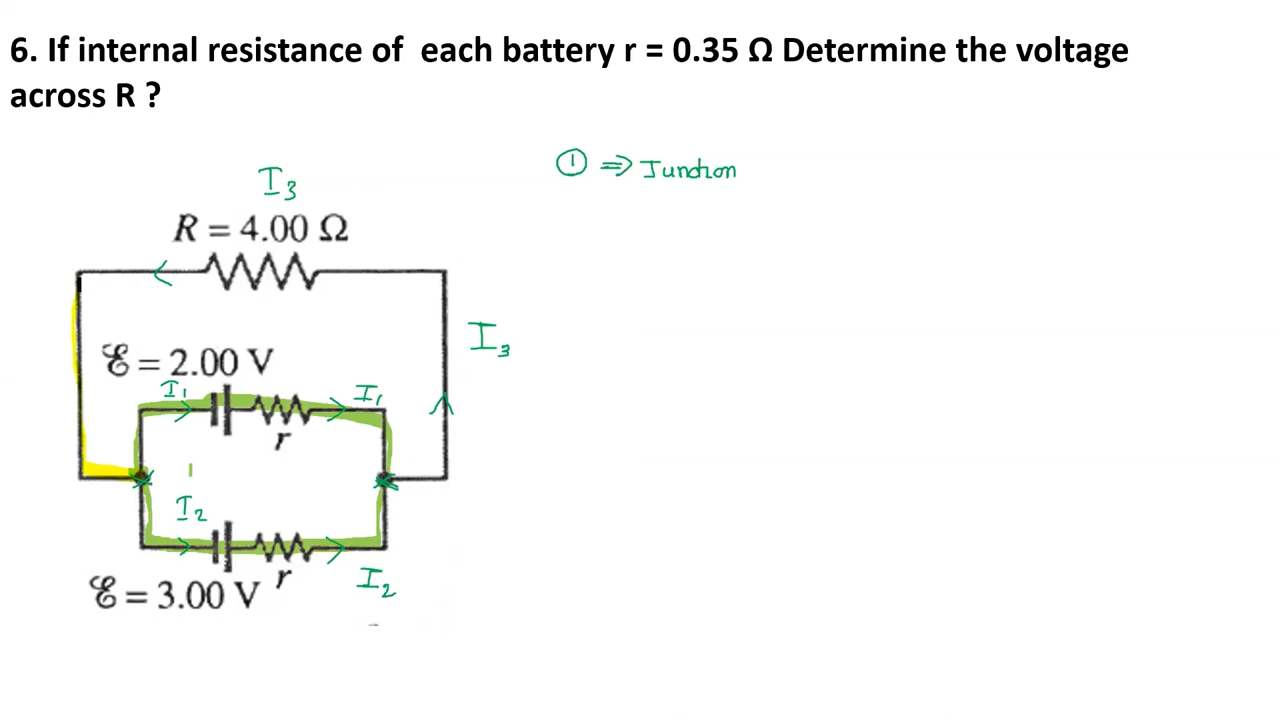 6. If internal resistance of each battery r = 0.35 Ω Determine the voltage
across R ?
① ⇒ Junction
I₃
R = 4.00 Ω
I₃
ℰ = 2.00 V
I₁ I₁
r
I₂
I₂
r
ℰ = 3.00 V